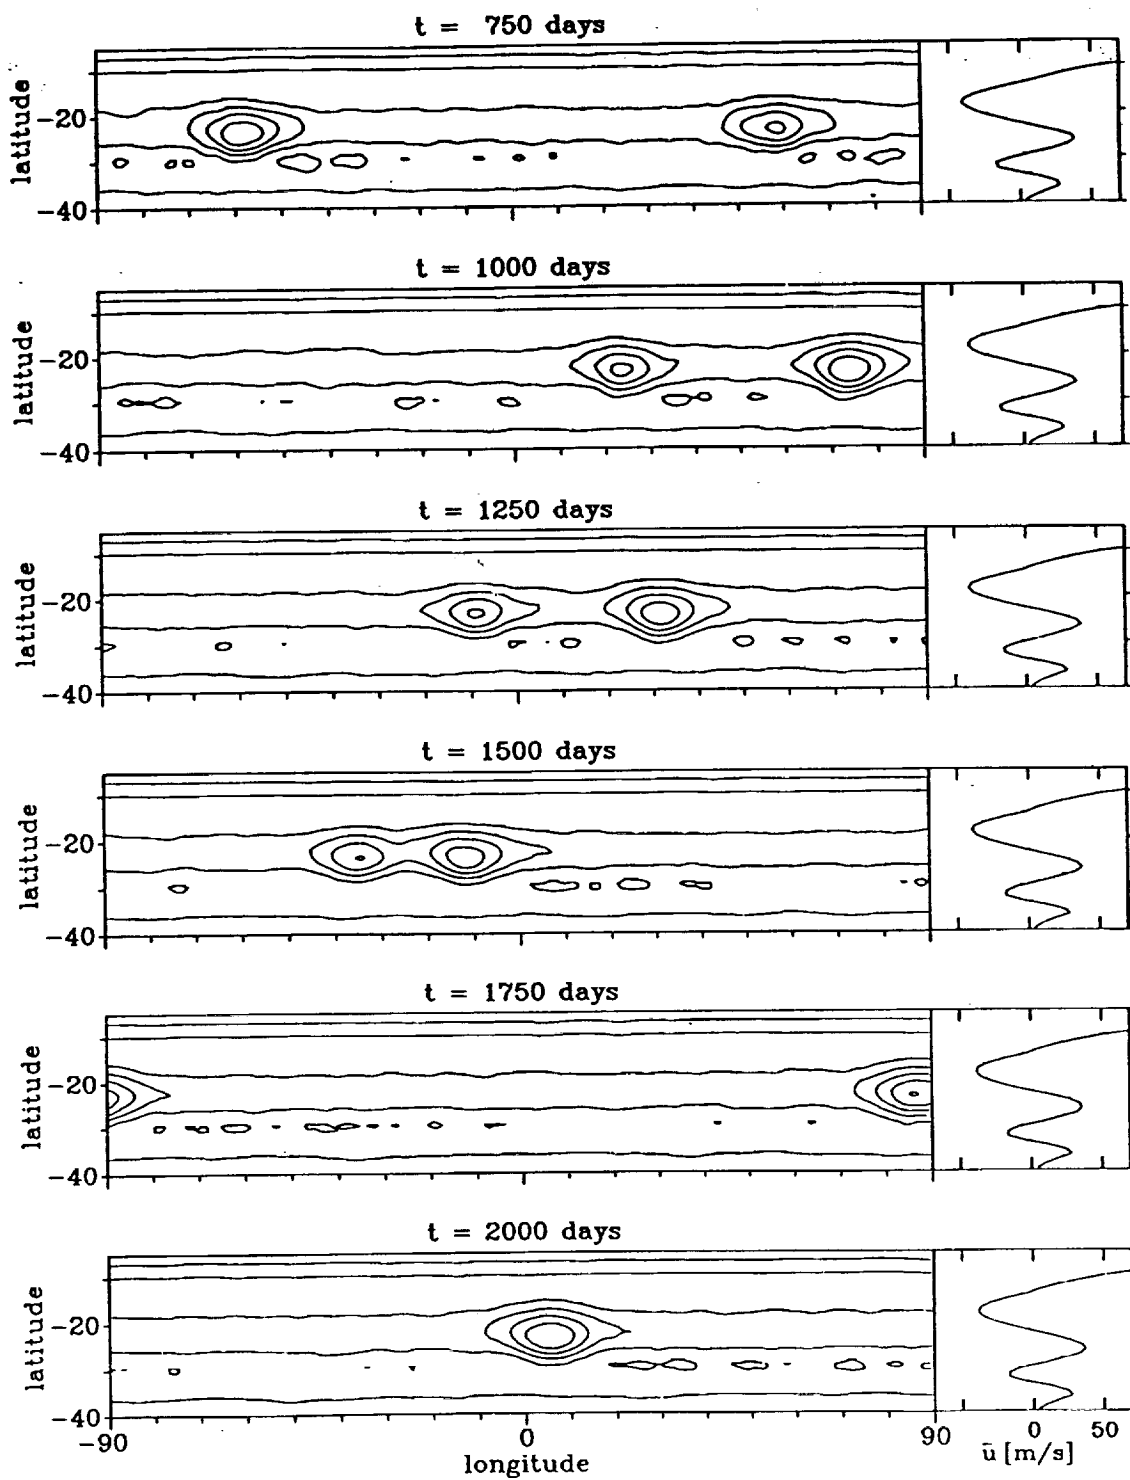 t = 750 days
latitude
−20
−40
t = 1000 days
latitude
−20
−40
t = 1250 days
latitude
−20
−40
t = 1500 days
latitude
−20
−40
t = 1750 days
latitude
−20
−40
t = 2000 days
latitude
−20
−40
−90 0 90 0 50
longitude
ū [m/s]